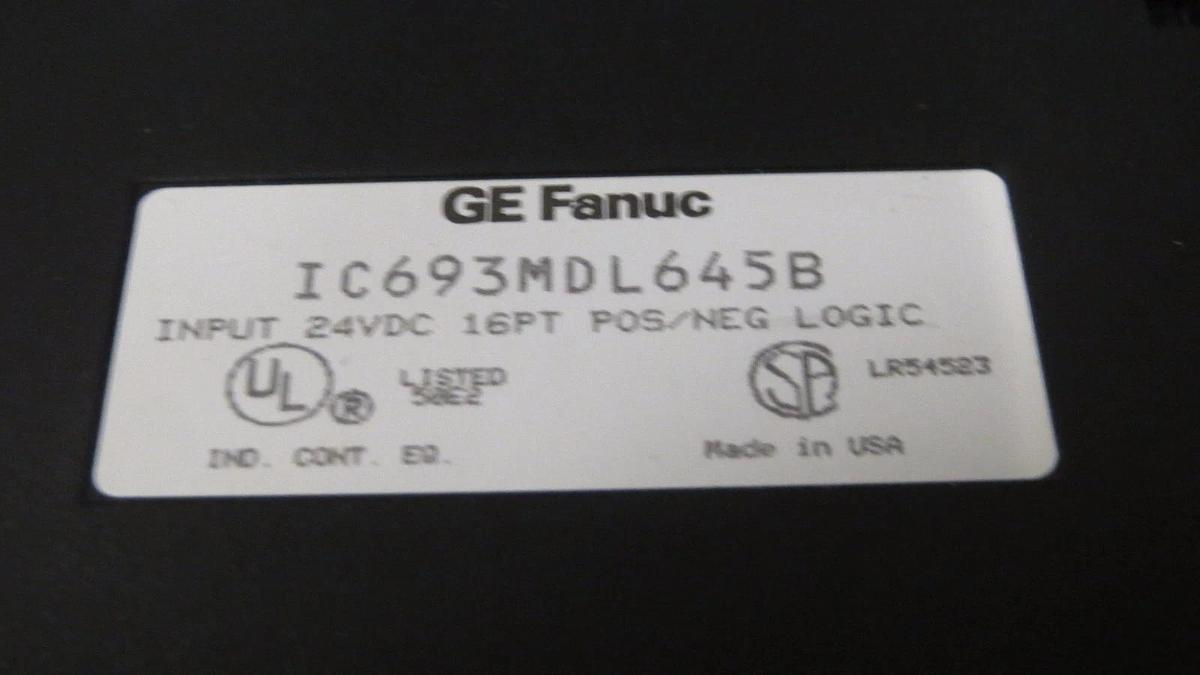 GE Fanuc
IC693MDL645B
INPUT 24VDC 16PT POS/NEG LOGIC
UL ® LISTED SA LR54523
50E2
IND. CONT. EQ. Made in USA